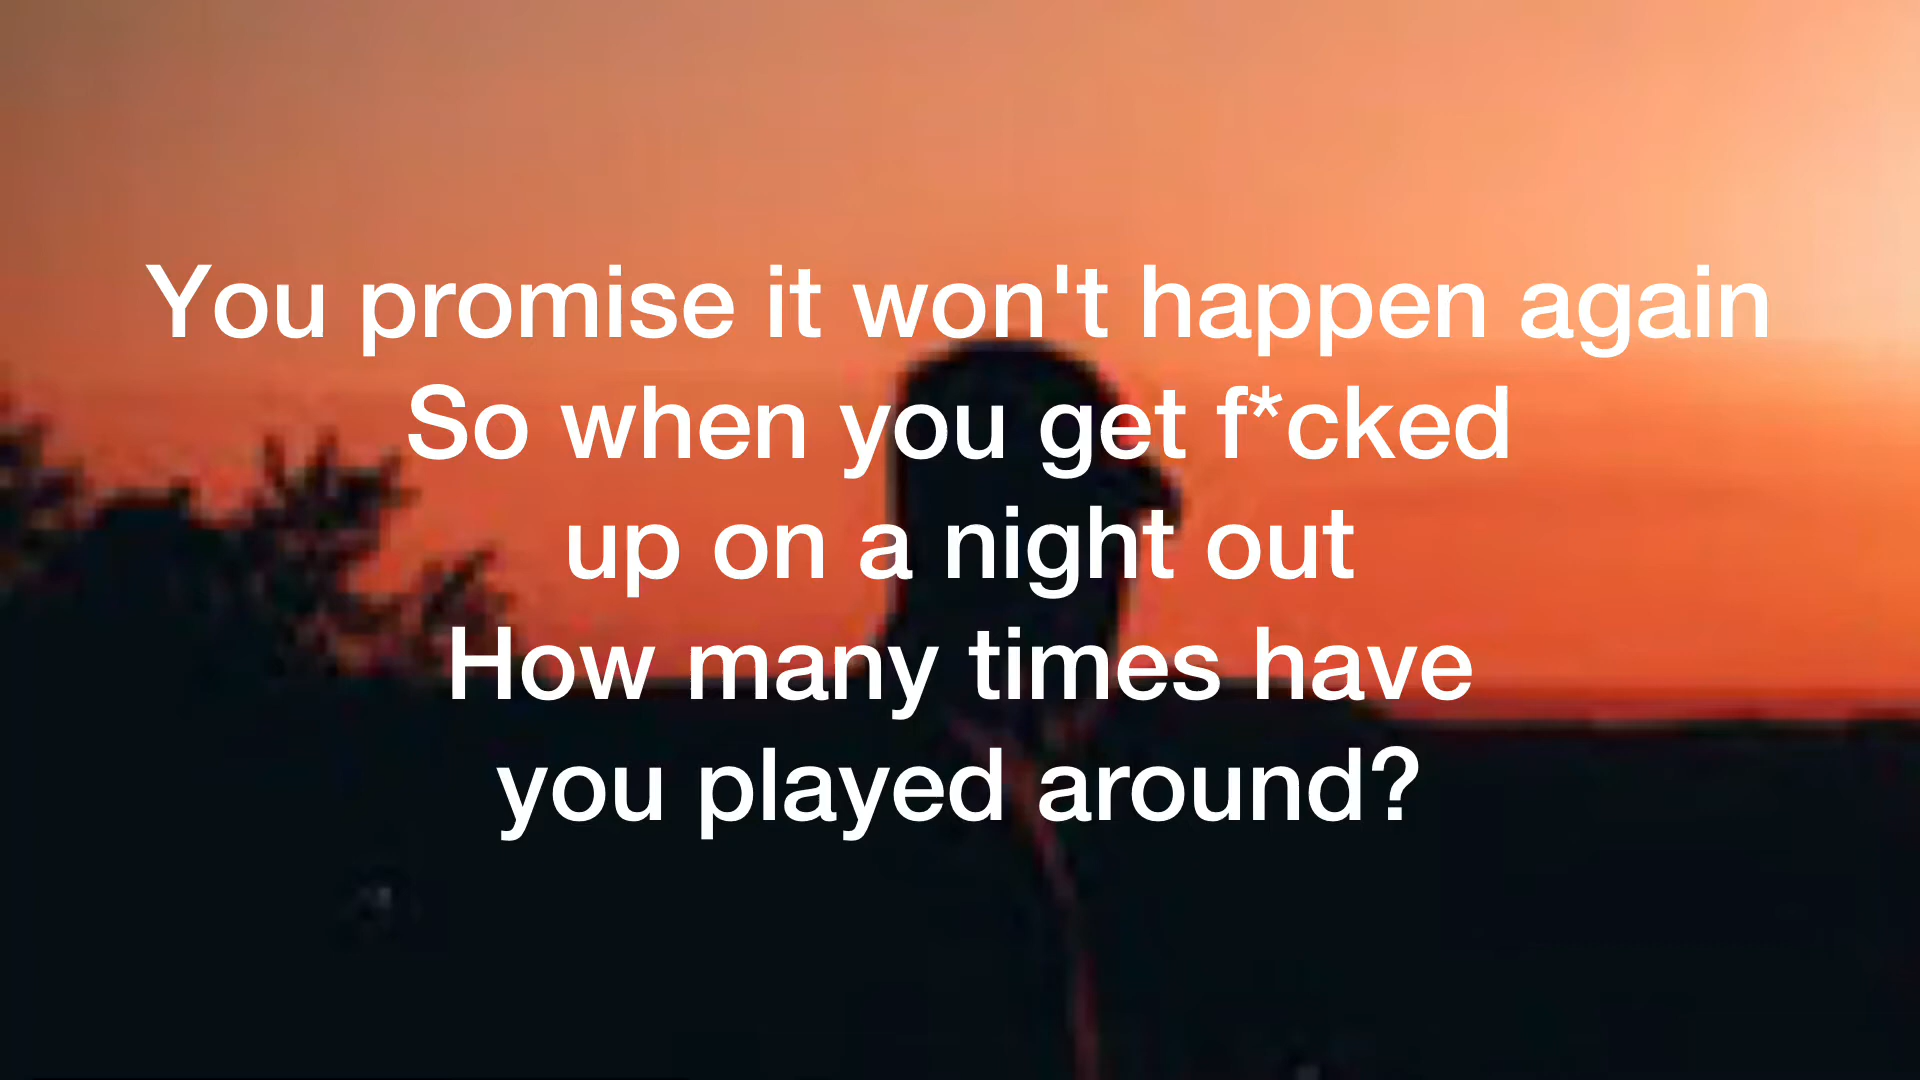 You promise it won't happen again
So when you get f*cked
up on a night out
How many times have
you played around?